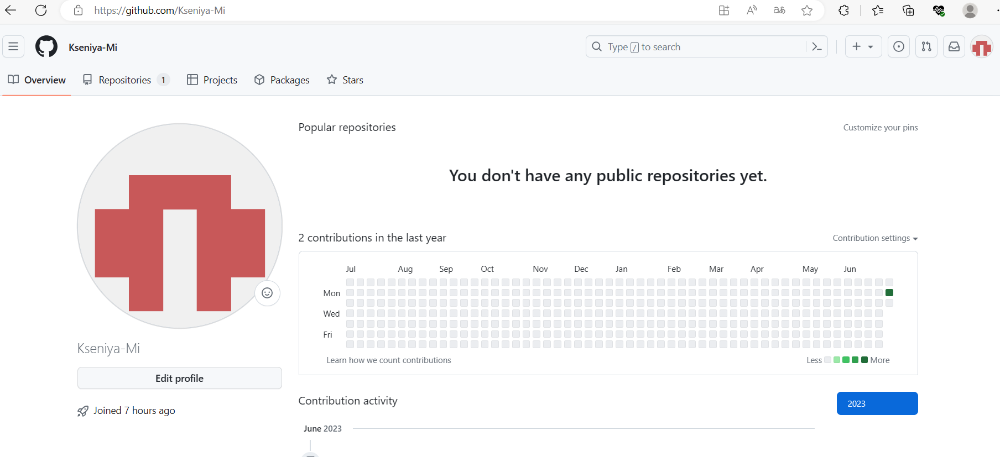 https://github.com/Kseniya-Mi
Kseniya-Mi
Type / to search
Overview
Repositories 1
Projects
Packages
Stars
Popular repositories
Customize your pins
You don't have any public repositories yet.
2 contributions in the last year
Contribution settings
Jul Aug Sep Oct Nov Dec Jan Feb Mar Apr May Jun
Mon
Wed
Fri
Learn how we count contributions
Less More
Kseniya-Mi
Edit profile
Joined 7 hours ago
Contribution activity
2023
June 2023